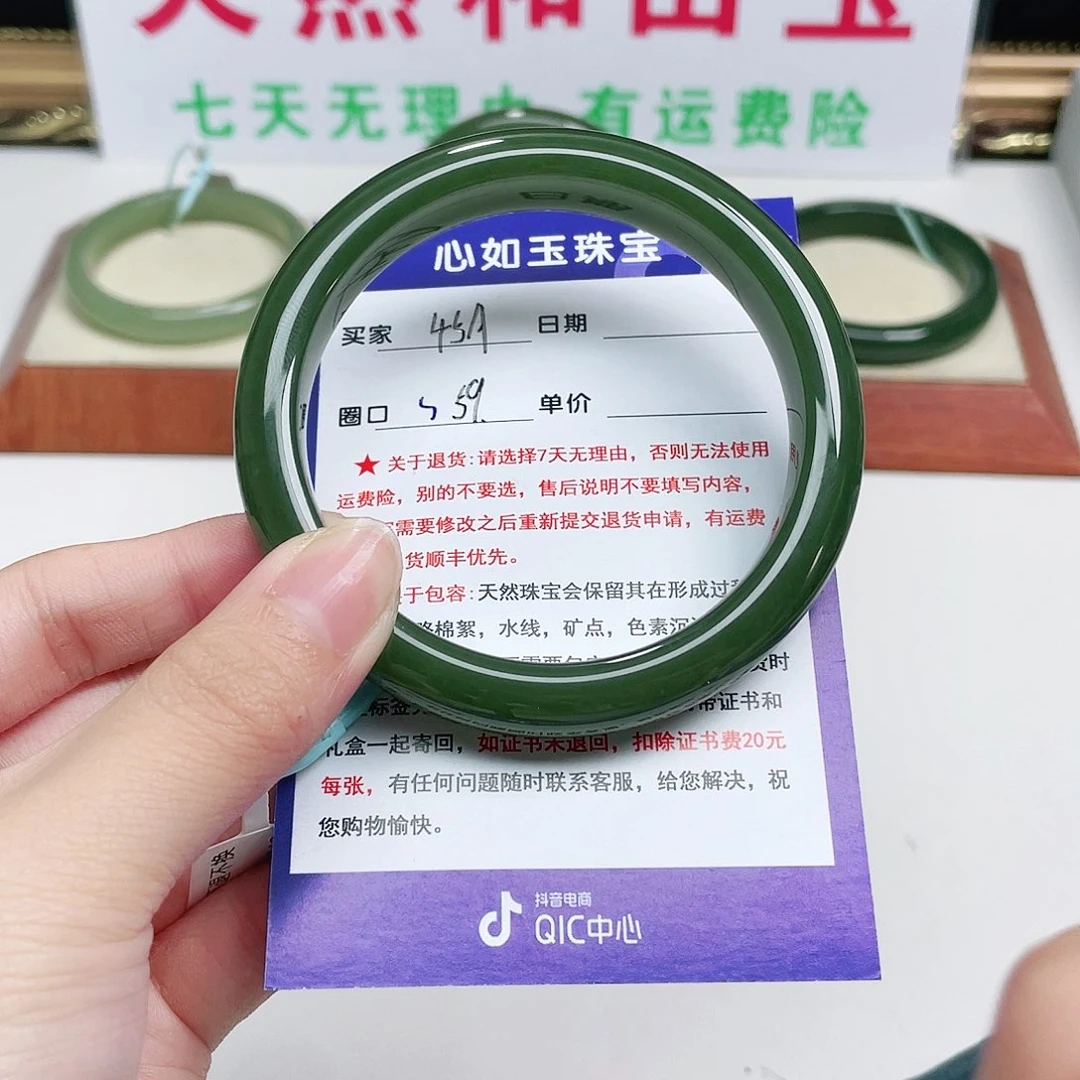 天然和田玉
七天无理由 有运费险
心如玉珠宝
买家 45A 日期
圈口 59. 单价
★ 关于退货:请选择7天无理由，否则无法使用
运费险，别的不要选，售后说明不要填写内容，
需要修改之后重新提交退货申请，有运费
货顺丰优先。
于包容:天然珠宝会保留其在形成过
棉絮，水线，矿点，色素沉
时
标签 带证书和
礼盒一起寄回，如证书未退回，扣除证书费20元
每张，有任何问题随时联系客服，给您解决，祝
您购物愉快。
抖音电商
QIC中心